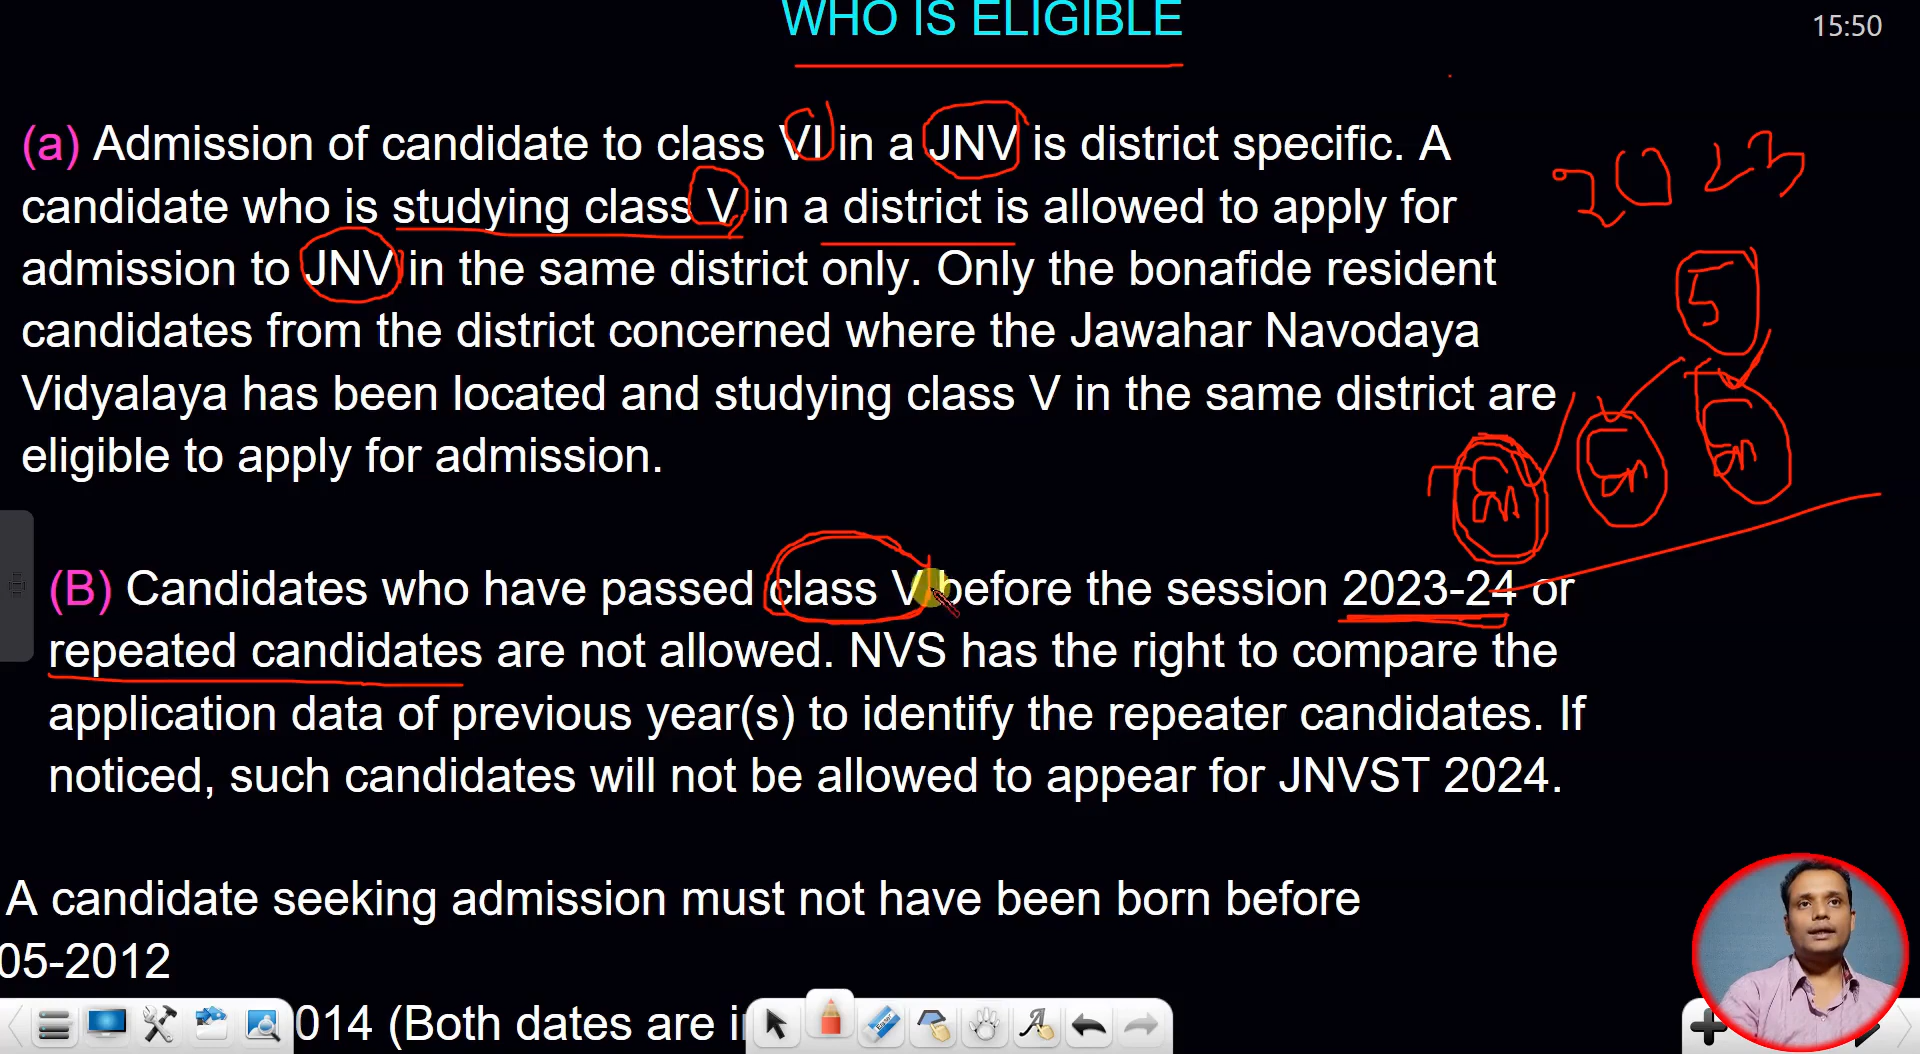 WHO IS ELIGIBLE
15:50
(a) Admission of candidate to class VI in a JNV is district specific. A
candidate who is studying class V in a district is allowed to apply for
admission to JNV in the same district only. Only the bonafide resident
candidates from the district concerned where the Jawahar Navodaya
Vidyalaya has been located and studying class V in the same district are
eligible to apply for admission.
2023
5
(B) Candidates who have passed class V before the session 2023-24 or
repeated candidates are not allowed. NVS has the right to compare the
application data of previous year(s) to identify the repeater candidates. If
noticed, such candidates will not be allowed to appear for JNVST 2024.
A candidate seeking admission must not have been born before
05-2012
014 (Both dates are